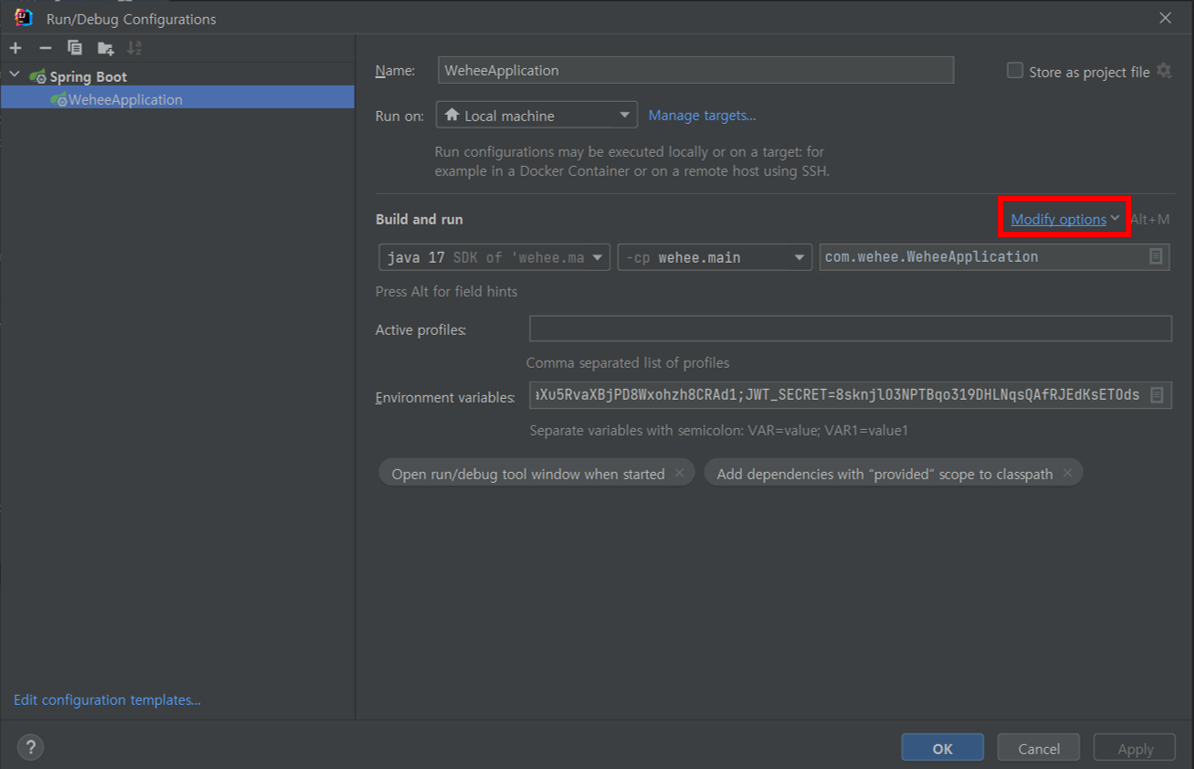 Run/Debug Configurations
Spring Boot
WeheeApplication
Edit configuration templates...
Name: WeheeApplication Store as project file
Run on: Local machine Manage targets...
Run configurations may be executed locally or on a target: for
example in a Docker Container or on a remote host using SSH.
Build and run Modify options Alt+M
java 17 SDK of 'wehee.ma -cp wehee.main com.wehee.WeheeApplication
Press Alt for field hints
Active profiles:
Comma separated list of profiles
Environment variables: Xu5RvaXBjPD8Wxohzh8CRAd1;JWT_SECRET=8sknjlO3NPTBqo319DHLNqsQAfRJEdKsETOds
Separate variables with semicolon: VAR=value; VAR1=value1
Open run/debug tool window when started × Add dependencies with “provided” scope to classpath ×
? OK Cancel Apply